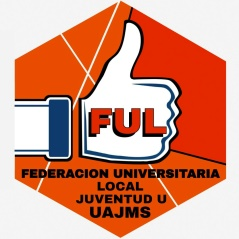 FUL
FEDERACION UNIVERSITARIA
LOCAL
JUVENTUD U
UAJMS